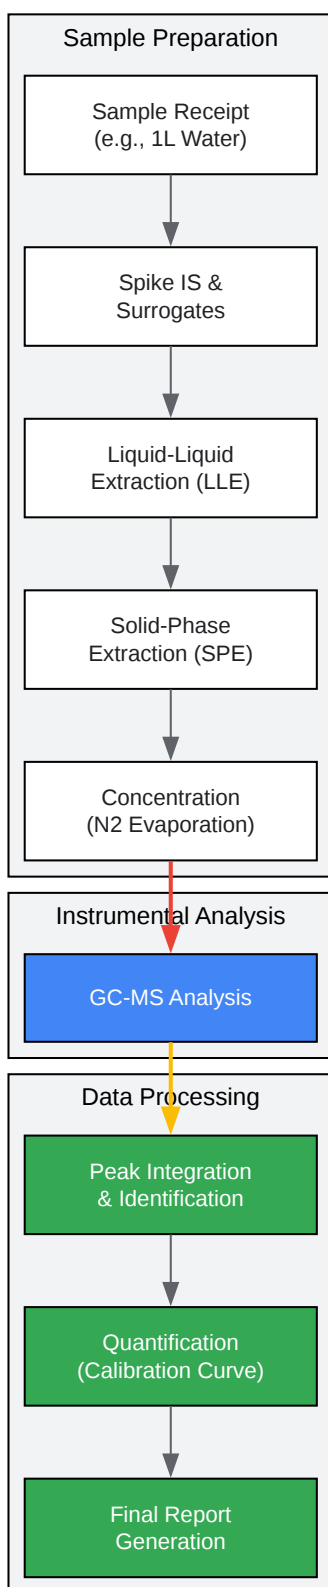 Sample Preparation
Sample Receipt
(e.g., 1L Water)
Spike IS &
Surrogates
Liquid-Liquid
Extraction (LLE)
Solid-Phase
Extraction (SPE)
Concentration
(N2 Evaporation)
Instrumental Analysis
GC-MS Analysis
Data Processing
Peak Integration
& Identification
Quantification
(Calibration Curve)
Final Report
Generation